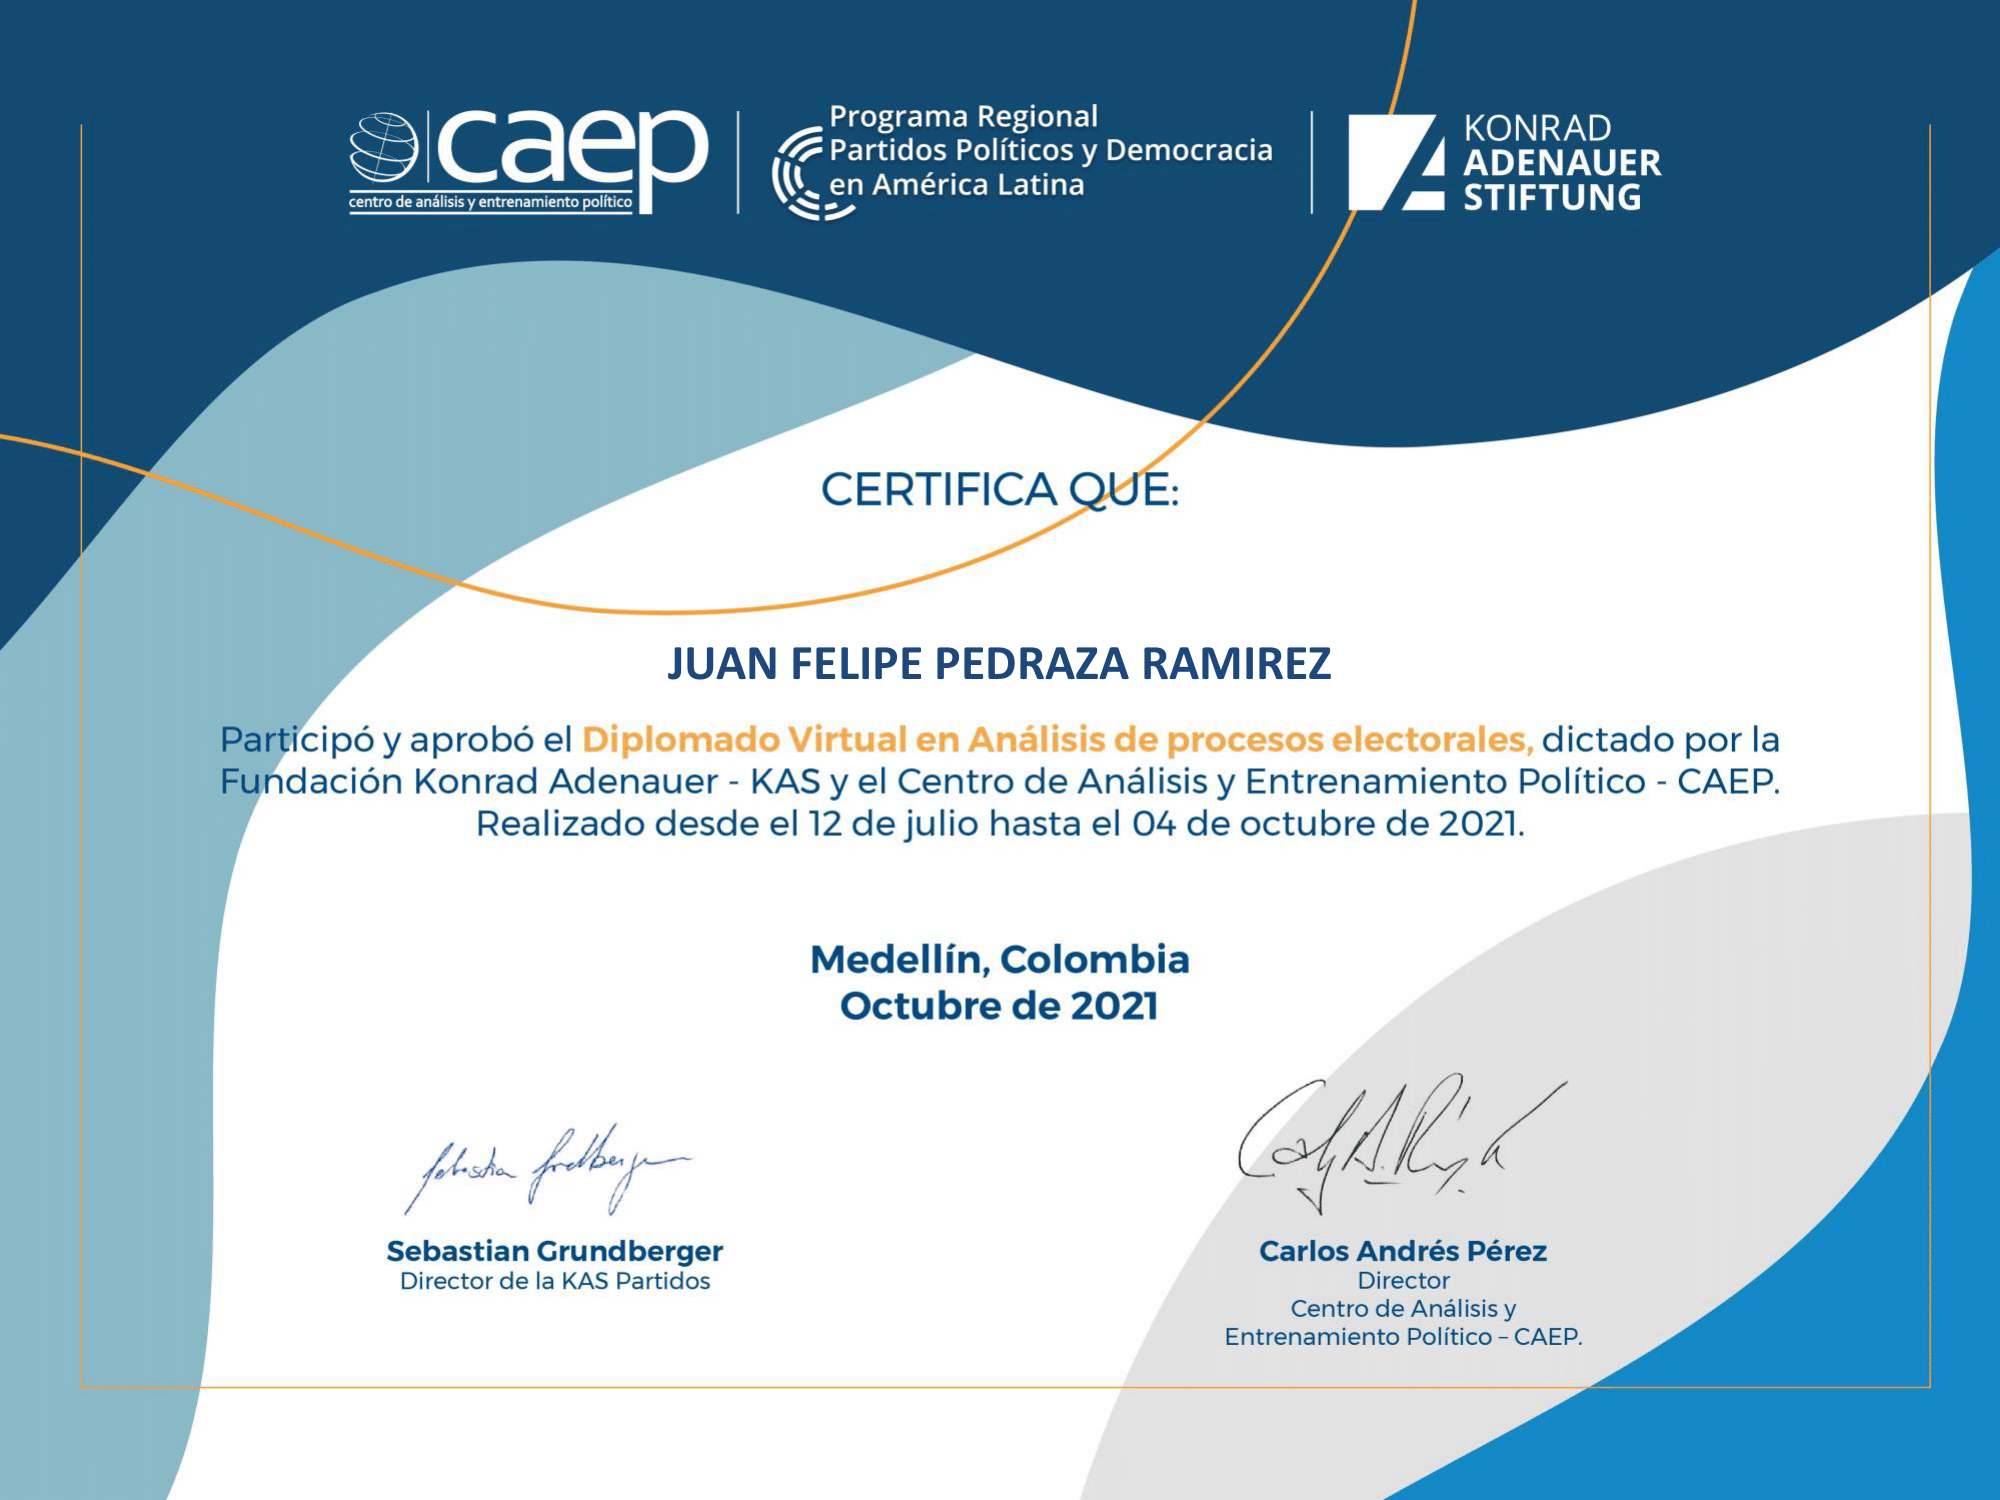 caep
centro de análisis y entrenamiento político
Programa Regional
Partidos Políticos y Democracia
en América Latina
KONRAD
ADENAUER
STIFTUNG
CERTIFICA QUE:
JUAN FELIPE PEDRAZA RAMIREZ
Participó y aprobó el Diplomado Virtual en Análisis de procesos electorales, dictado por la
Fundación Konrad Adenauer - KAS y el Centro de Análisis y Entrenamiento Político - CAEP.
Realizado desde el 12 de julio hasta el 04 de octubre de 2021.
Medellín, Colombia
Octubre de 2021
Sebastian Grundberger
Director de la KAS Partidos
Carlos Andrés Pérez
Director
Centro de Análisis y
Entrenamiento Político – CAEP.